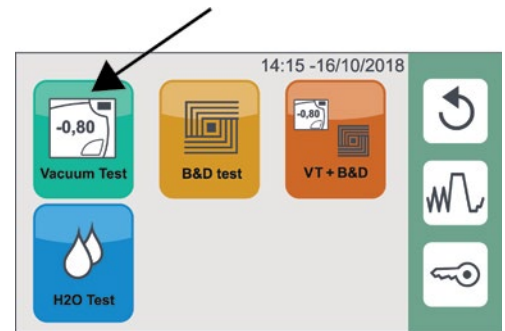 14:15 -16/10/2018
-0,80
Vacuum Test
B&D test
-0,80
VT + B&D
H2O Test